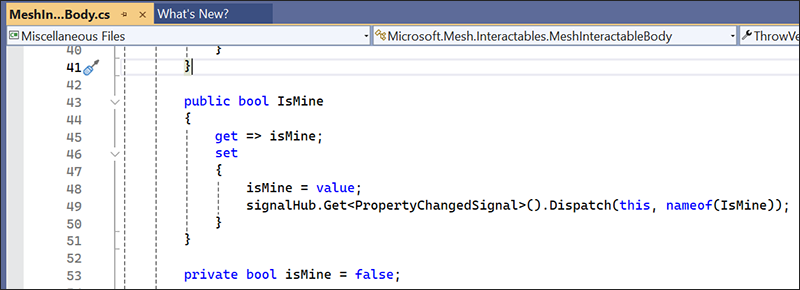 MeshIn...Body.cs What's New?
Miscellaneous Files Microsoft.Mesh.Interactables.MeshInteractableBody ThrowVe
40 }
41 }
42
43 public bool IsMine
44 {
45 get => isMine;
46 set
47 {
48 isMine = value;
49 signalHub.Get<PropertyChangedSignal>().Dispatch(this, nameof(IsMine));
50 }
51 }
52
53 private bool isMine = false;